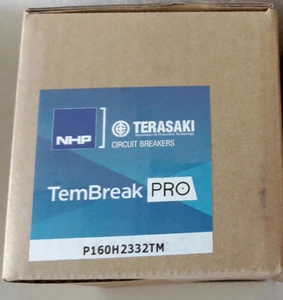 NHP
TERASAKI
CIRCUIT BREAKERS
TemBreak PRO
P160H2332TM